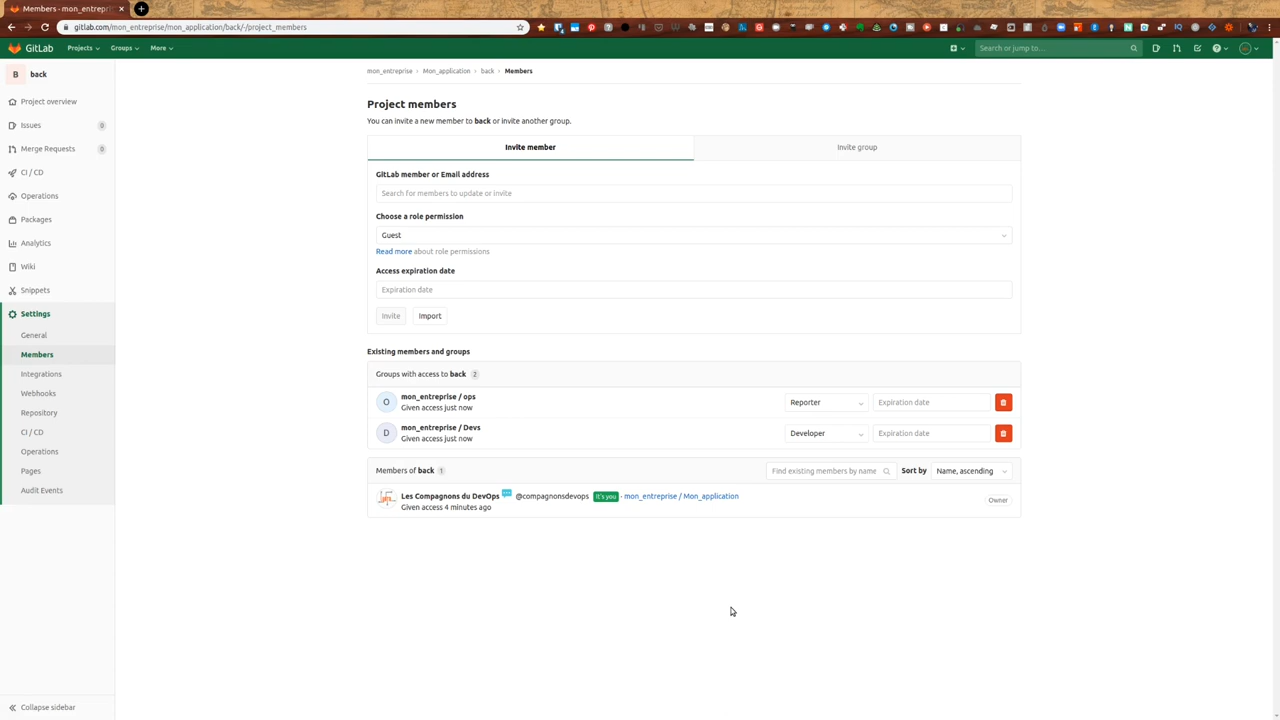 Members · mon_entrepr
gitlab.com/mon_entreprise/mon_application/back/-/project_members
GitLab Projects Groups More Search or jump to…
B back
Project overview
Issues 0
Merge Requests 0
CI / CD
Operations
Packages
Analytics
Wiki
Snippets
Settings
General
Members
Integrations
Webhooks
Repository
CI / CD
Operations
Pages
Audit Events
Collapse sidebar
mon_entreprise › Mon_application › back › Members
Project members
You can invite a new member to back or invite another group.
Invite member Invite group
GitLab member or Email address
Search for members to update or invite
Choose a role permission
Guest
Read more about role permissions
Access expiration date
Expiration date
Invite Import
Existing members and groups
Groups with access to back 2
O mon_entreprise / ops Reporter Expiration date
Given access just now
D mon_entreprise / Devs Developer Expiration date
Given access just now
Members of back 1 Find existing members by name Sort by Name, ascending
Les Compagnons du DevOps @compagnonsdevops It's you · mon_entreprise / Mon_application Owner
Given access 4 minutes ago